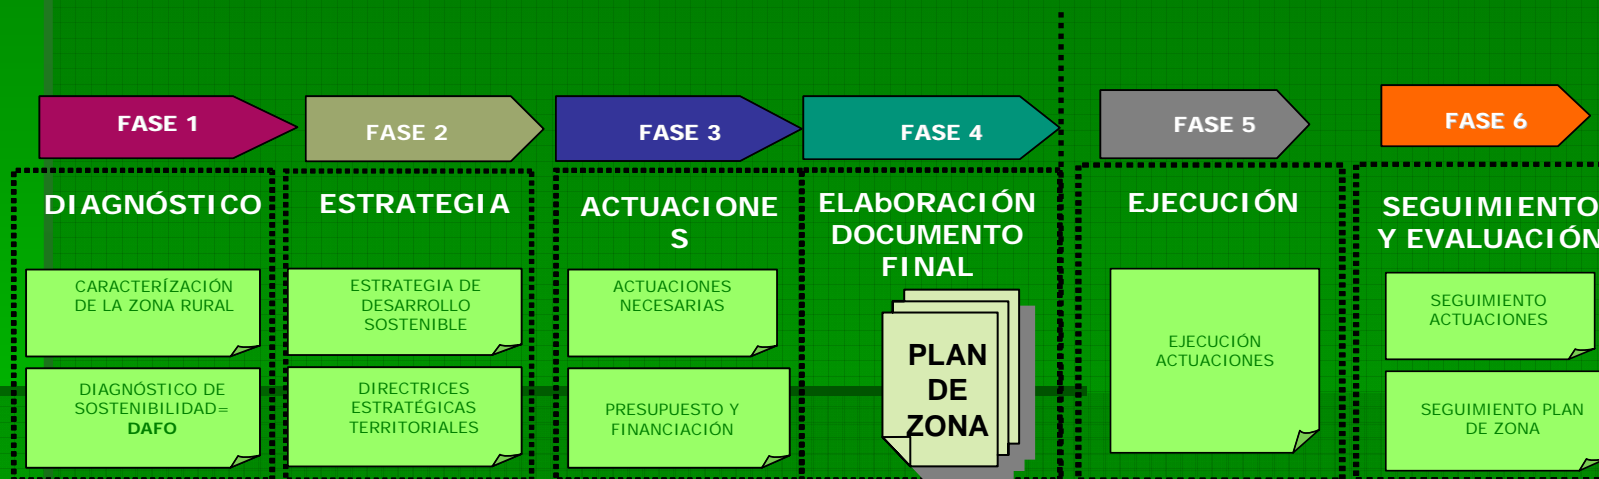 FASE 1
FASE 2
FASE 3
FASE 4
FASE 5
FASE 6
DIAGNÓSTICO
CARACTERÍZACIÓN
DE LA ZONA RURAL
DIAGNÓSTICO DE
SOSTENIBILIDAD=
DAFO
ESTRATEGIA
ESTRATEGIA DE
DESARROLLO
SOSTENIBLE
DIRECTRICES
ESTRATÉGICAS
TERRITORIALES
ACTUACIONE
S
ACTUACIONES
NECESARIAS
PRESUPUESTO Y
FINANCIACIÓN
ELAbORACIÓN
DOCUMENTO
FINAL
PLAN
DE
ZONA
EJECUCIÓN
EJECUCIÓN
ACTUACIONES
SEGUIMIENTO
Y EVALUACIÓN
SEGUIMIENTO
ACTUACIONES
SEGUIMIENTO PLAN
DE ZONA